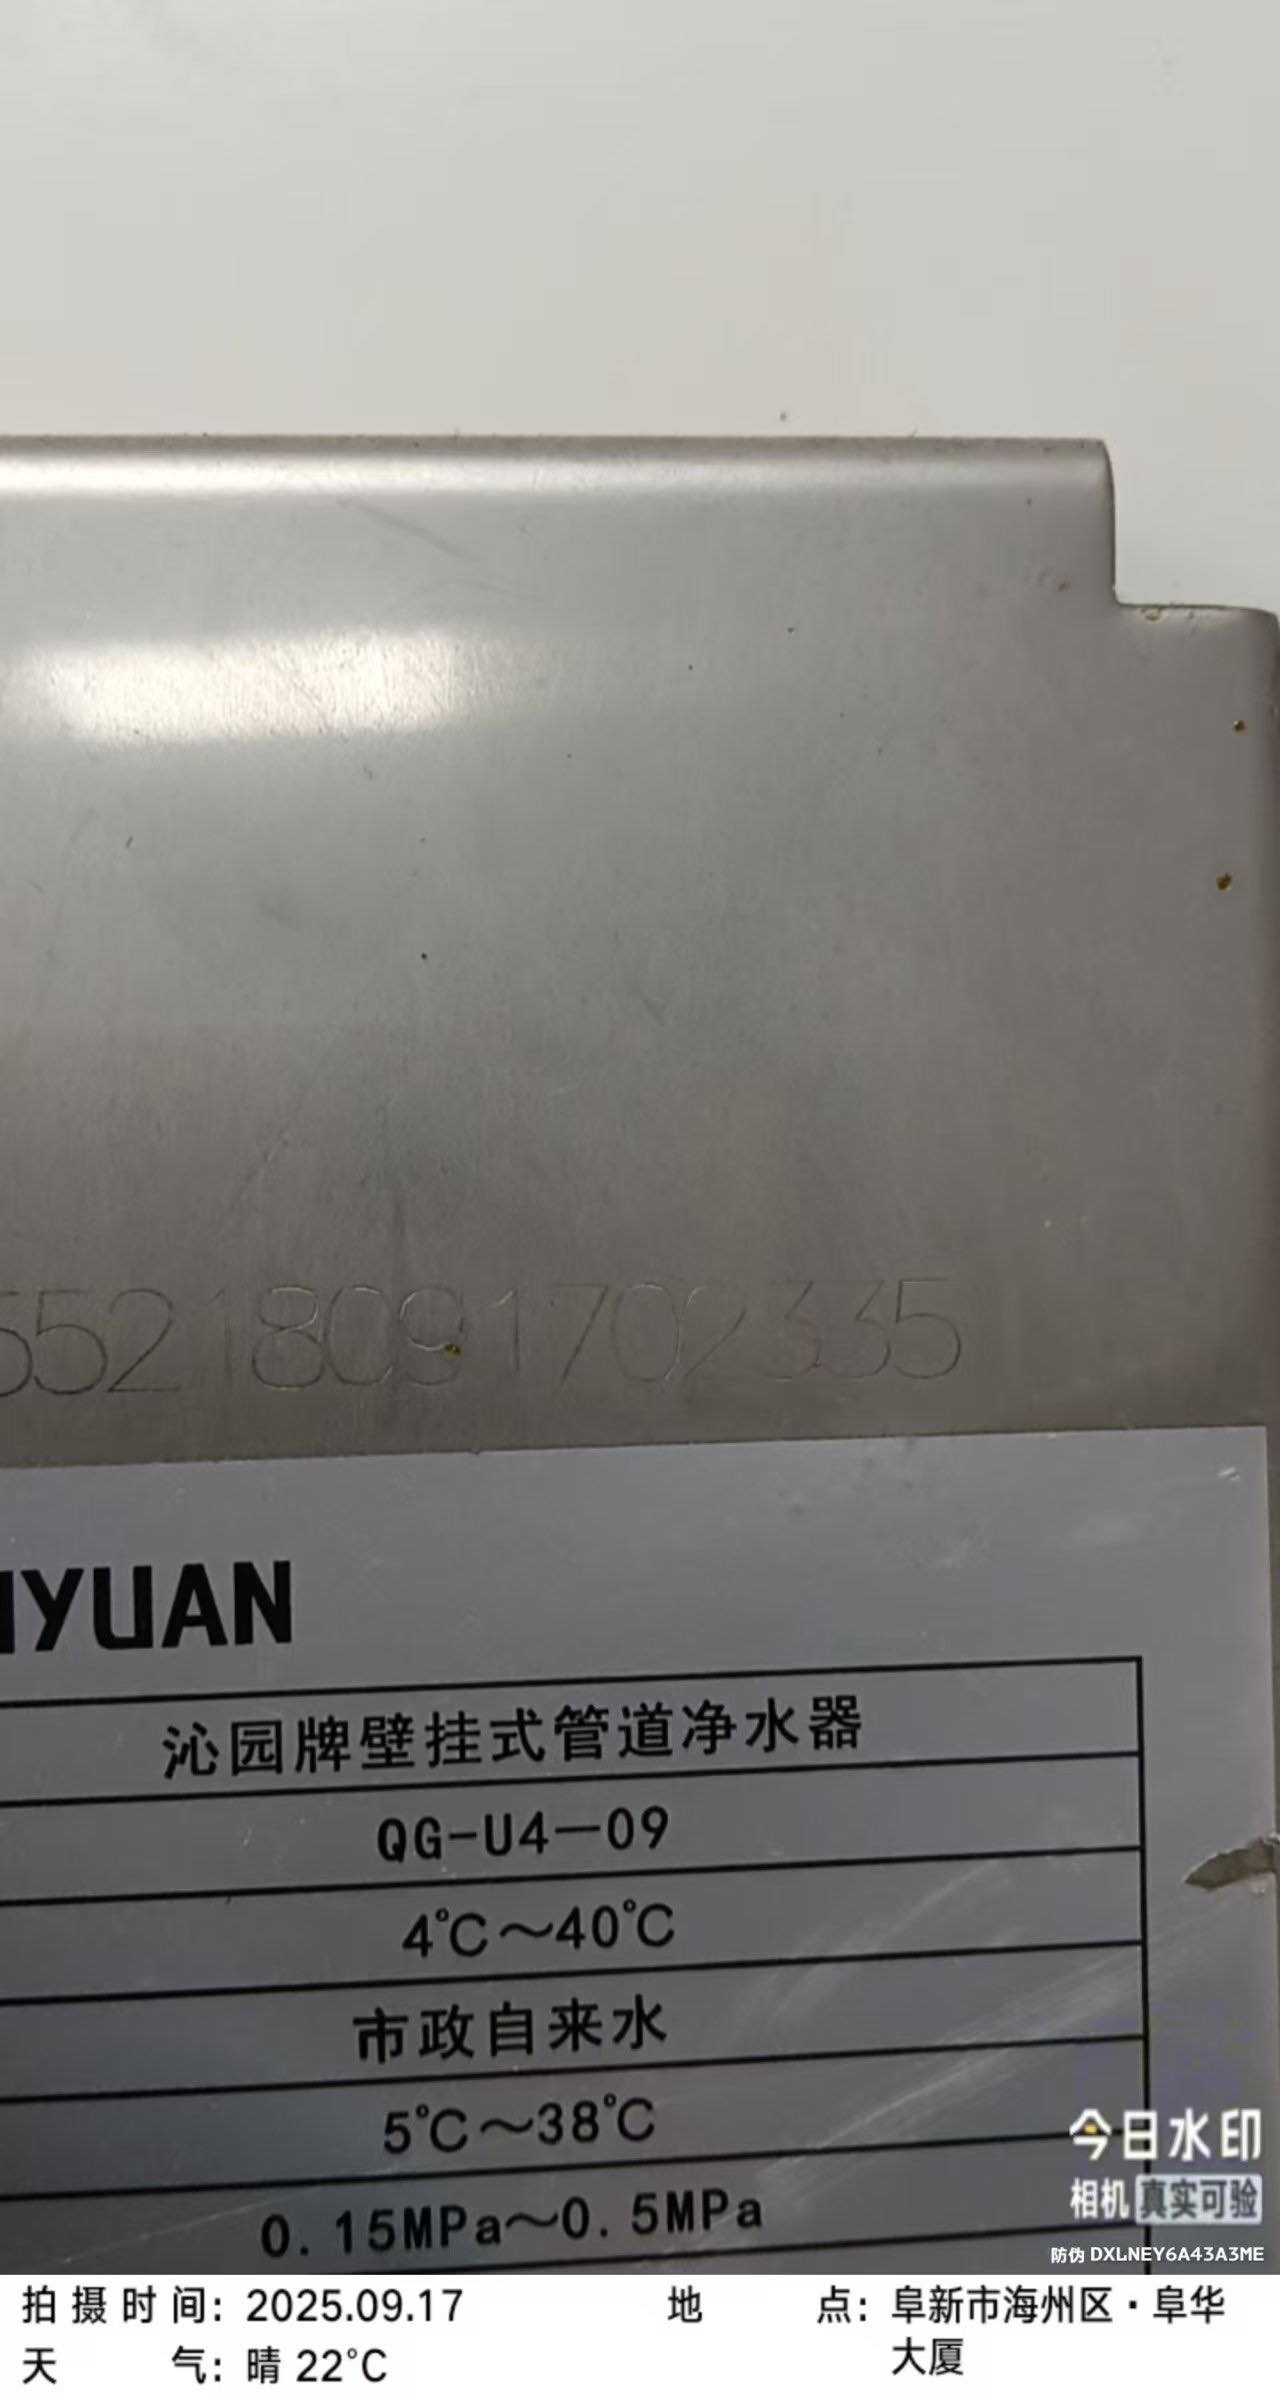 55218091702335
NYUAN
沁园牌壁挂式管道净水器
QG-U4-09
4℃～40℃
市政自来水
5℃～38℃
0.15MPa～0.5MPa
今日水印
相机 真实可验
防伪 DXLNEY6A43A3ME
拍摄时间：2025.09.17
地点：阜新市海州区·阜华大厦
天气：晴 22°C